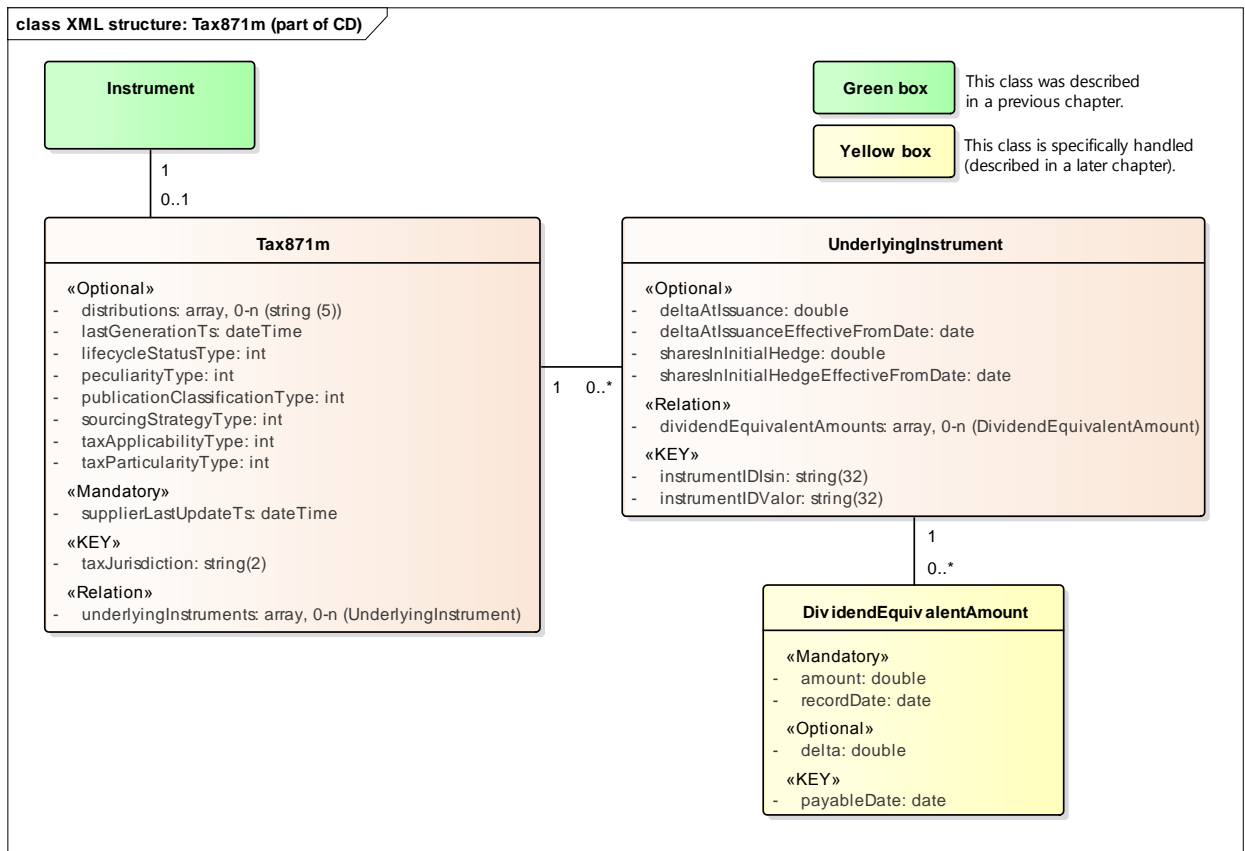 class XML structure: Tax871m (part of CD)
Instrument
Green box
This class was described
in a previous chapter.
Yellow box
This class is specifically handled
(described in a later chapter).
1
0..1
Tax871m
«Optional»
- distributions: array, 0-n (string (5))
- lastGenerationTs: dateTime
- lifecycleStatusType: int
- peculiarityType: int
- publicationClassificationType: int
- sourcingStrategyType: int
- taxApplicabilityType: int
- taxParticularityType: int
«Mandatory»
- supplierLastUpdateTs: dateTime
«KEY»
- taxJurisdiction: string(2)
«Relation»
- underlyingInstruments: array, 0-n (UnderlyingInstrument)
1 0..*
UnderlyingInstrument
«Optional»
- deltaAtIssuance: double
- deltaAtIssuanceEffectiveFromDate: date
- sharesInInitialHedge: double
- sharesInInitialHedgeEffectiveFromDate: date
«Relation»
- dividendEquivalentAmounts: array, 0-n (DividendEquivalentAmount)
«KEY»
- instrumentIDIsin: string(32)
- instrumentIDValor: string(32)
1
0..*
DividendEquivalentAmount
«Mandatory»
- amount: double
- recordDate: date
«Optional»
- delta: double
«KEY»
- payableDate: date